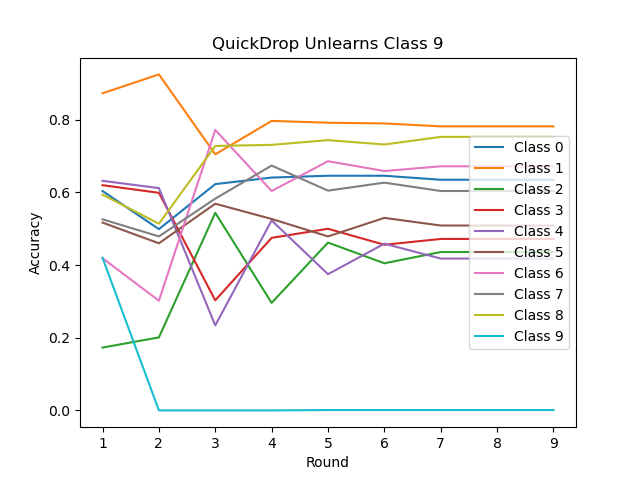 QuickDrop Unlearns Class 9
Accuracy
0.8
0.6
0.4
0.2
0.0
Class 0
Class 1
Class 2
Class 3
Class 4
Class 5
Class 6
Class 7
Class 8
Class 9
1 2 3 4 5 6 7 8 9
Round